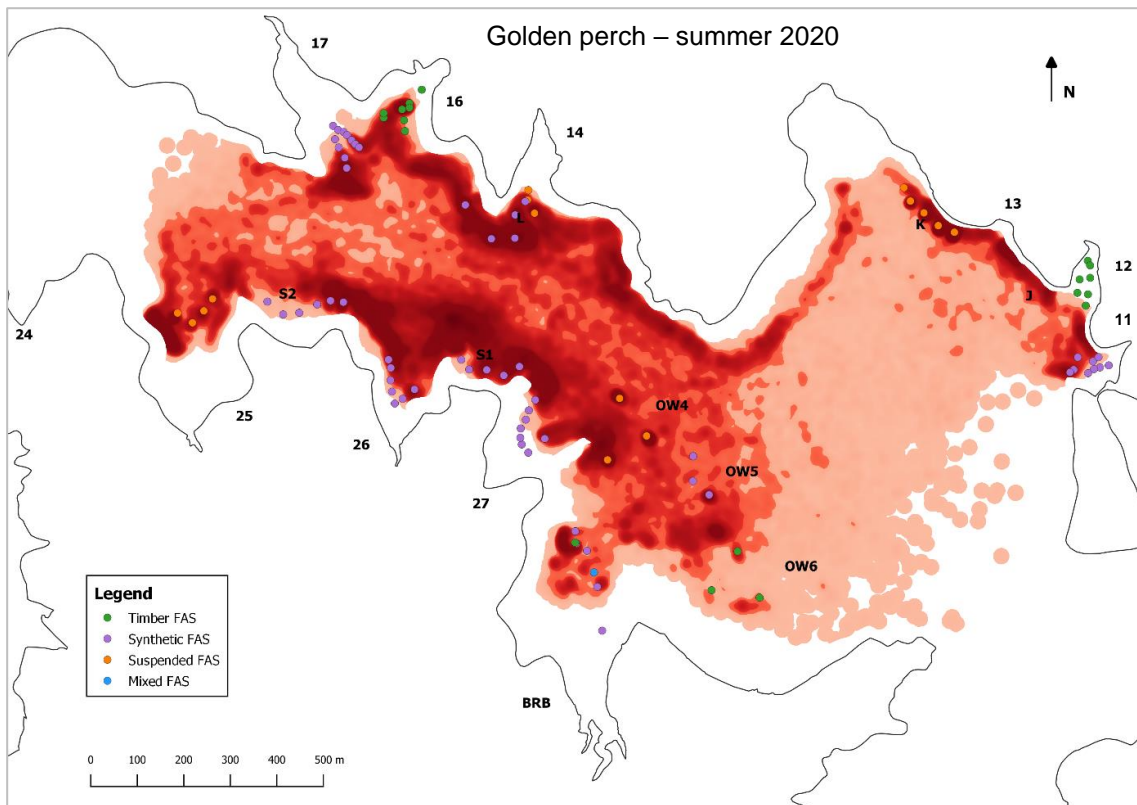 Golden perch – summer 2020
17
N
16
14
13
L
K
12
J
S2
11
24
S1
25
OW4
26
OW5
27
OW6
Legend
Timber FAS
Synthetic FAS
Suspended FAS
Mixed FAS
BRB
0 100 200 300 400 500 m